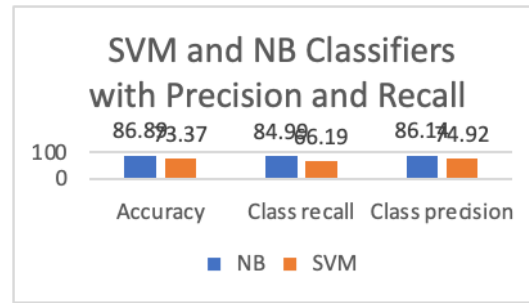 SVM and NB Classifiers
with Precision and Recall
86.89 73.37 84.99 66.19 86.14 74.92
100
0
Accuracy Class recall Class precision
NB SVM